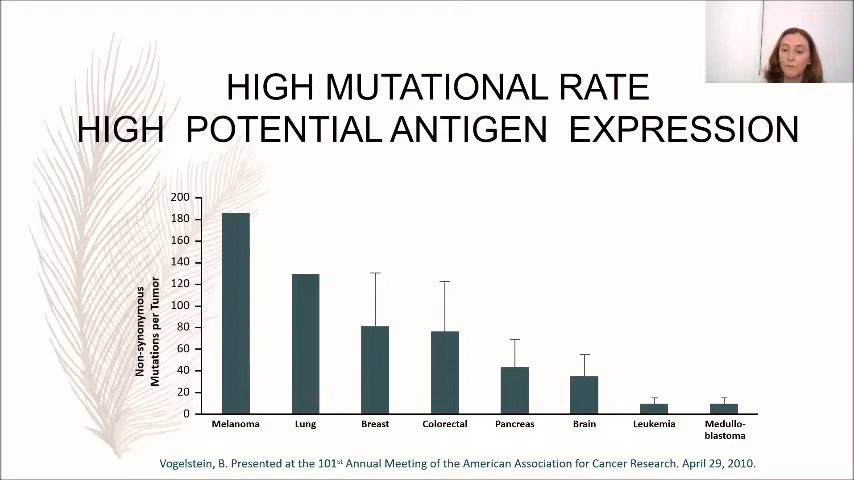 HIGH MUTATIONAL RATE
HIGH POTENTIAL ANTIGEN EXPRESSION
Non-synonymous
Mutations per Tumor
200
180
160
140
120
100
80
60
40
20
0
Melanoma
Lung
Breast
Colorectal
Pancreas
Brain
Leukemia
Medullo-
blastoma
Vogelstein, B. Presented at the 101st Annual Meeting of the American Association for Cancer Research. April 29, 2010.